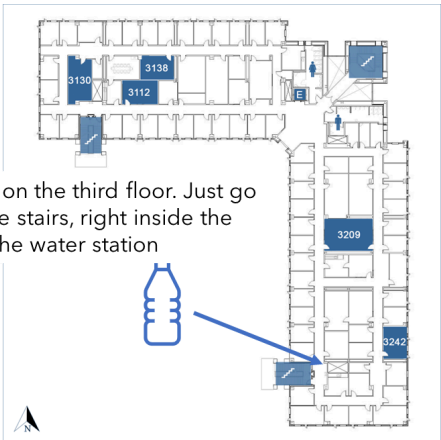 3138
3130
3112
E
on the third floor. Just go
e stairs, right inside the
he water station
3209
3242
N